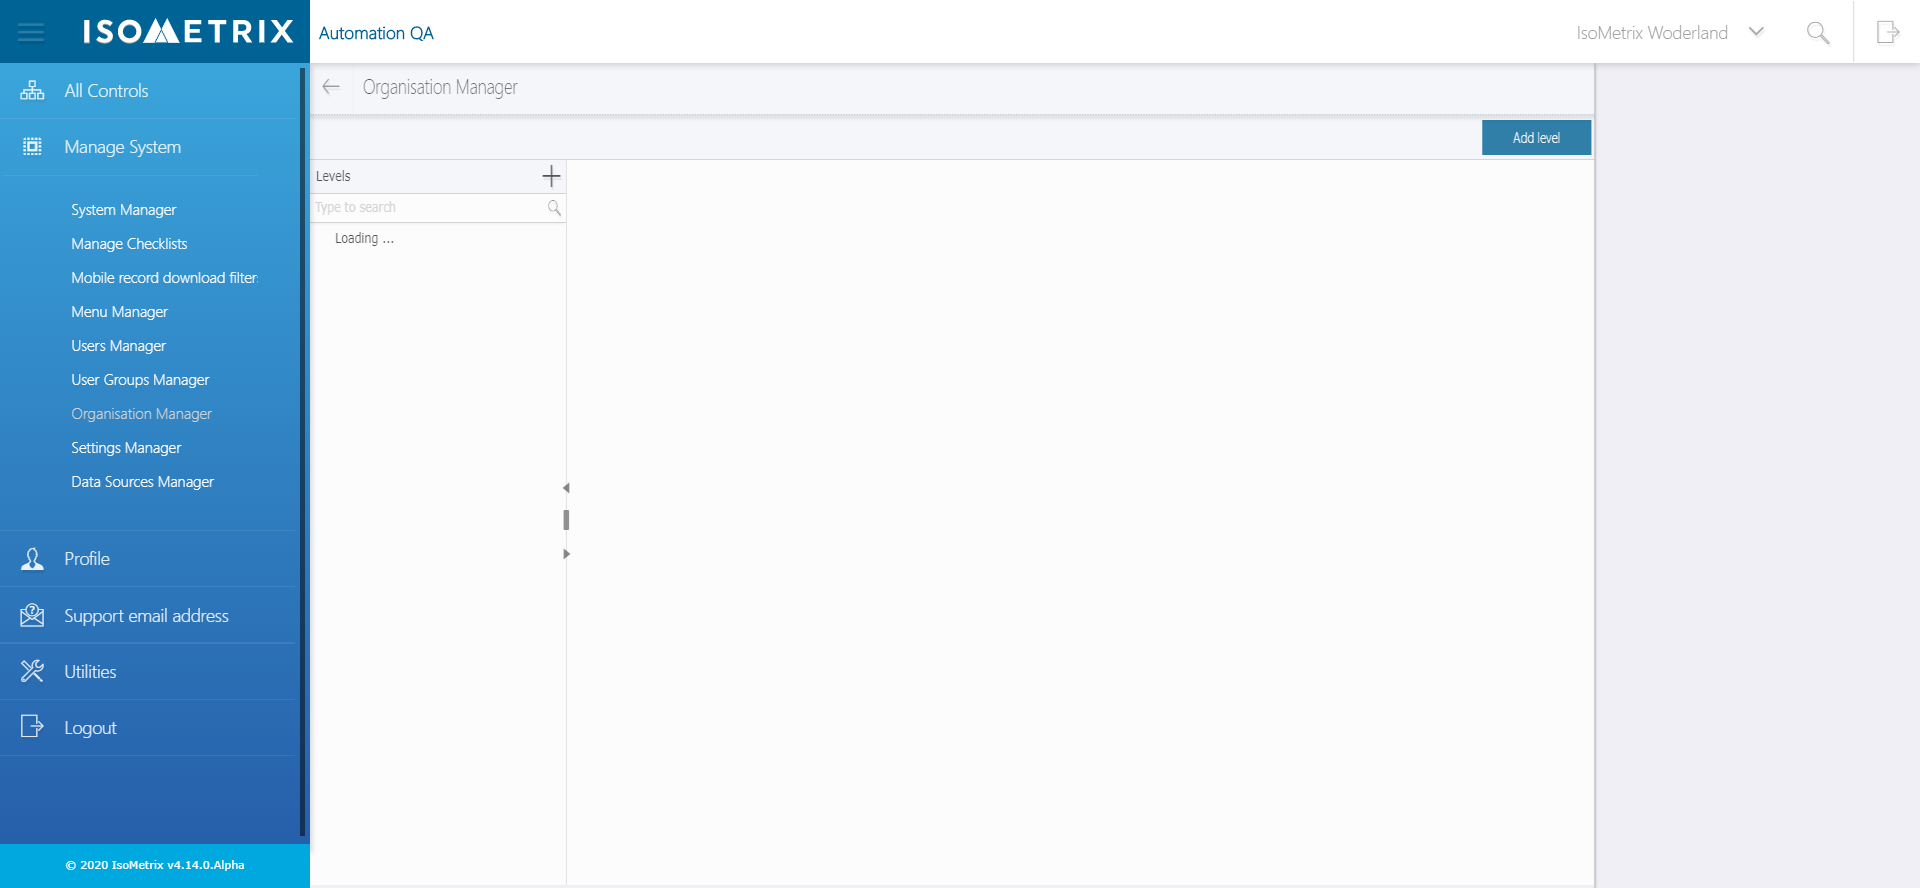 ISOMETRIX
Automation QA
IsoMetrix Woderland
All Controls
Manage System
System Manager
Manage Checklists
Mobile record download filter
Menu Manager
Users Manager
User Groups Manager
Organisation Manager
Settings Manager
Data Sources Manager
Profile
Support email address
Utilities
Logout
© 2020 IsoMetrix v4.14.0.Alpha
Organisation Manager
Add level
Levels
Type to search
Loading ...